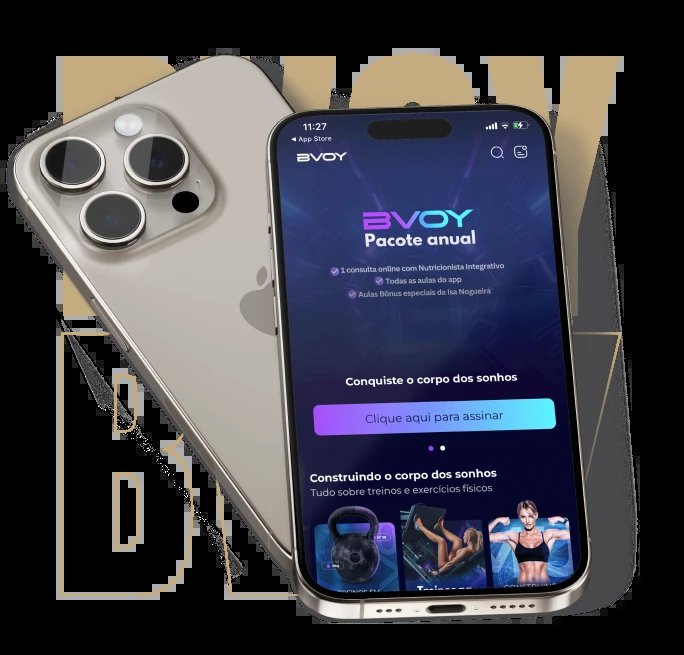 BVOY
11:27
App Store
BVOY
BVOY
Pacote anual
1 consulta online com Nutricionista Integrativo
Todas as aulas do app
Aulas Bônus especiais da Isa Nogueira
Conquiste o corpo dos sonhos
Clique aqui para assinar
Construindo o corpo dos sonhos
Tudo sobre treinos e exercícios físicos